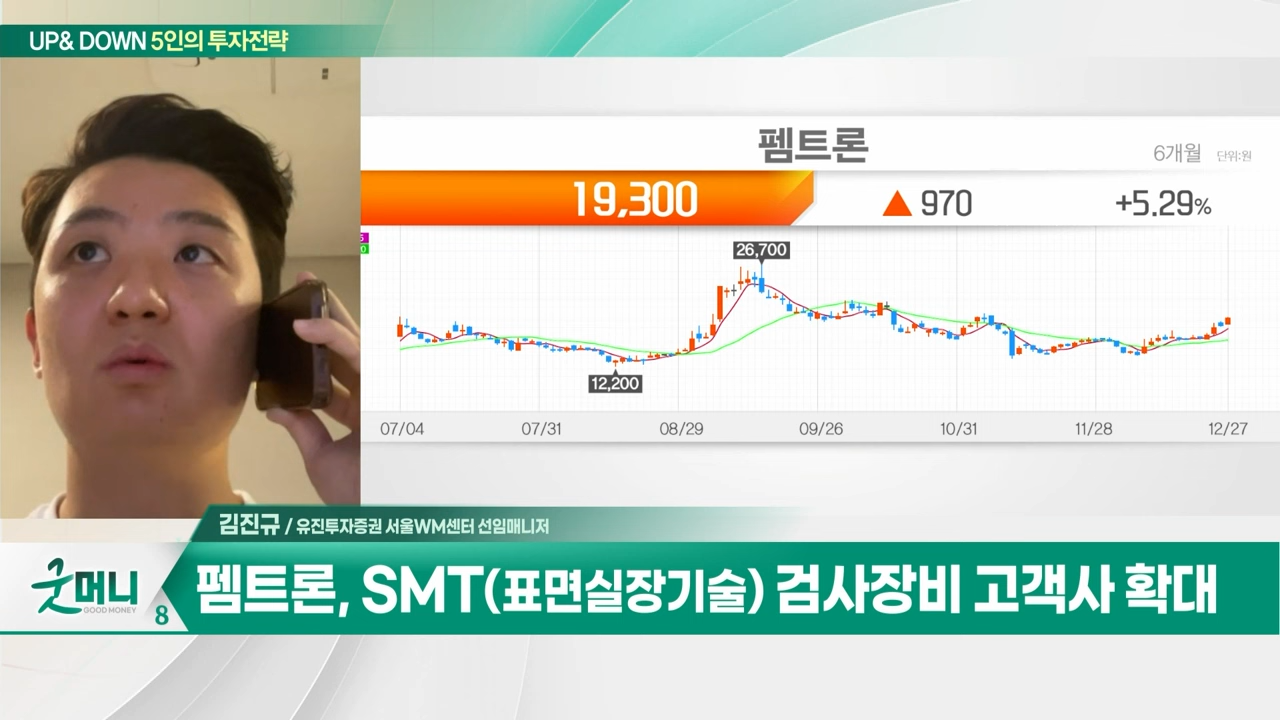 UP& DOWN 5인의 투자전략
펨트론
6개월 단위:원
19,300 ▲ 970 +5.29%
26,700
12,200
07/04 07/31 08/29 09/26 10/31 11/28 12/27
김진규 / 유진투자증권 서울WM센터 선임매니저
굿머니
GOOD MONEY
8
펨트론, SMT(표면실장기술) 검사장비 고객사 확대